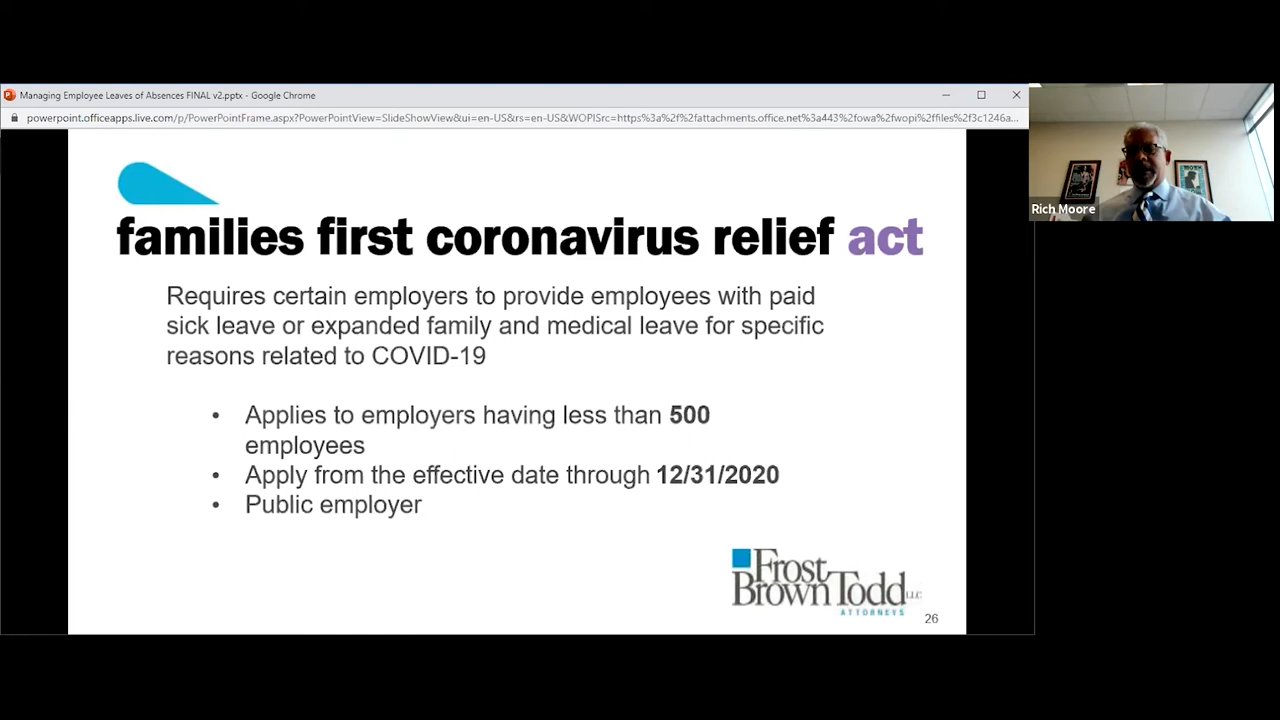 Managing Employee Leaves of Absences FINAL v2.pptx - Google Chrome
powerpoint.officeapps.live.com/p/PowerPointFrame.aspx?PowerPointView=SlideShowView&ui=en-US&rs=en-US&WOPISrc=https%3a%2f%2fattachments.office.net%3a443%2fowa%2fwopi%2ffiles%2f3c1246a...
Rich Moore
families first coronavirus relief act
Requires certain employers to provide employees with paid
sick leave or expanded family and medical leave for specific
reasons related to COVID-19
• Applies to employers having less than 500
employees
• Apply from the effective date through 12/31/2020
• Public employer
Frost
Brown Todd LLC
ATTORNEYS
26